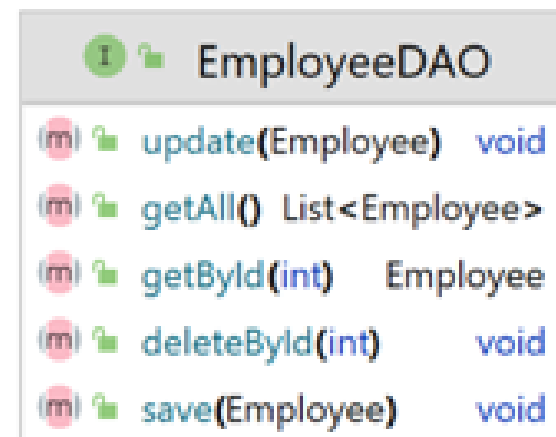 I EmployeeDAO
m update(Employee) void
m getAll() List<Employee>
m getById(int) Employee
m deleteById(int) void
m save(Employee) void